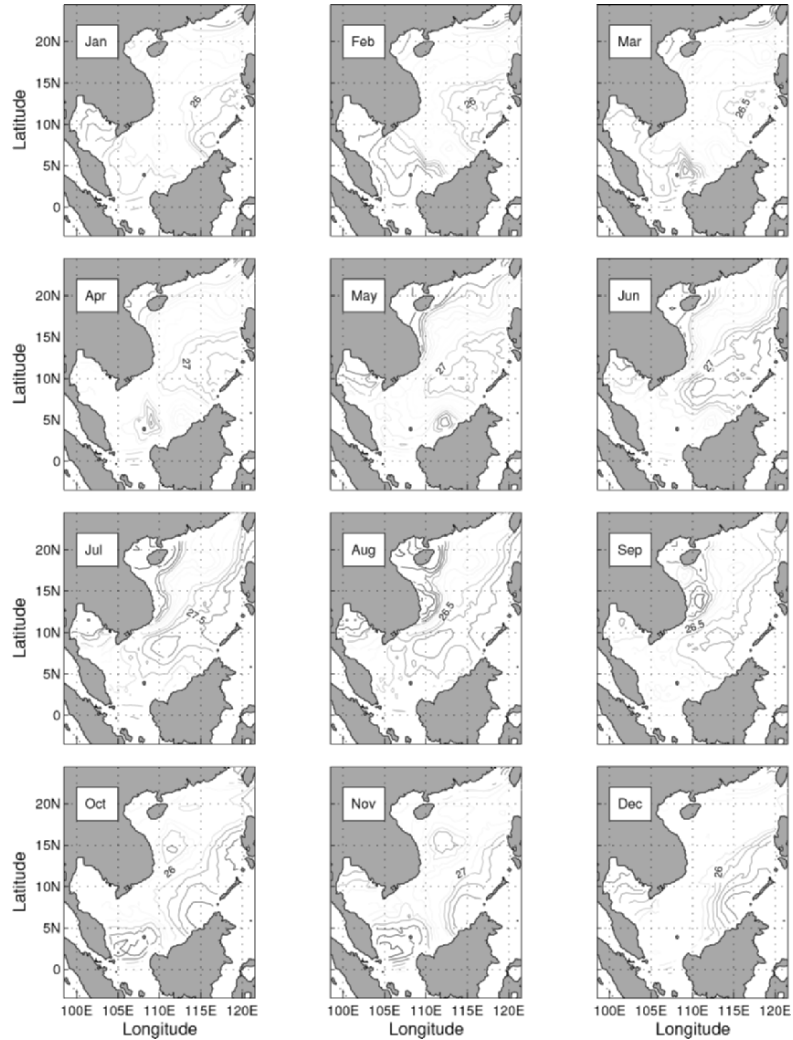 Jan
Feb
Mar
20N
15N
10N
5N
0
Latitude
26
26
26.5
Apr
May
Jun
20N
15N
10N
5N
0
Latitude
27
27
27
Jul
Aug
Sep
20N
15N
10N
5N
0
Latitude
27.5
26.5
26.5
Oct
Nov
Dec
20N
15N
10N
5N
0
Latitude
26
27
26
100E 105E 110E 115E 120E
100E 105E 110E 115E 120E
100E 105E 110E 115E 120E
Longitude
Longitude
Longitude